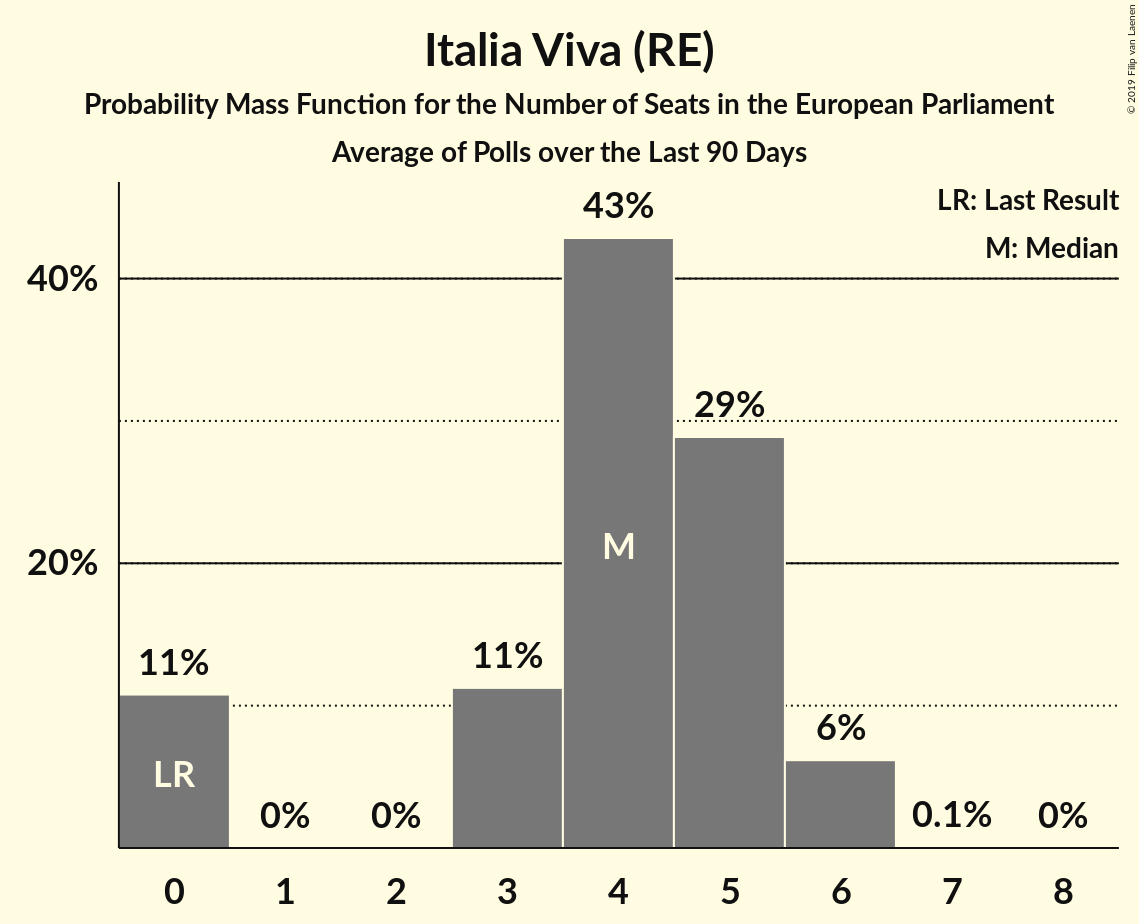 Italia Viva (RE)
Probability Mass Function for the Number of Seats in the European Parliament
Average of Polls over the Last 90 Days
© 2019 Filip van Laenen
LR: Last Result
M: Median
43%
40%
29%
M
20%
11%
11%
6%
LR
0%
0%
0.1%
0%
0 1 2 3 4 5 6 7 8